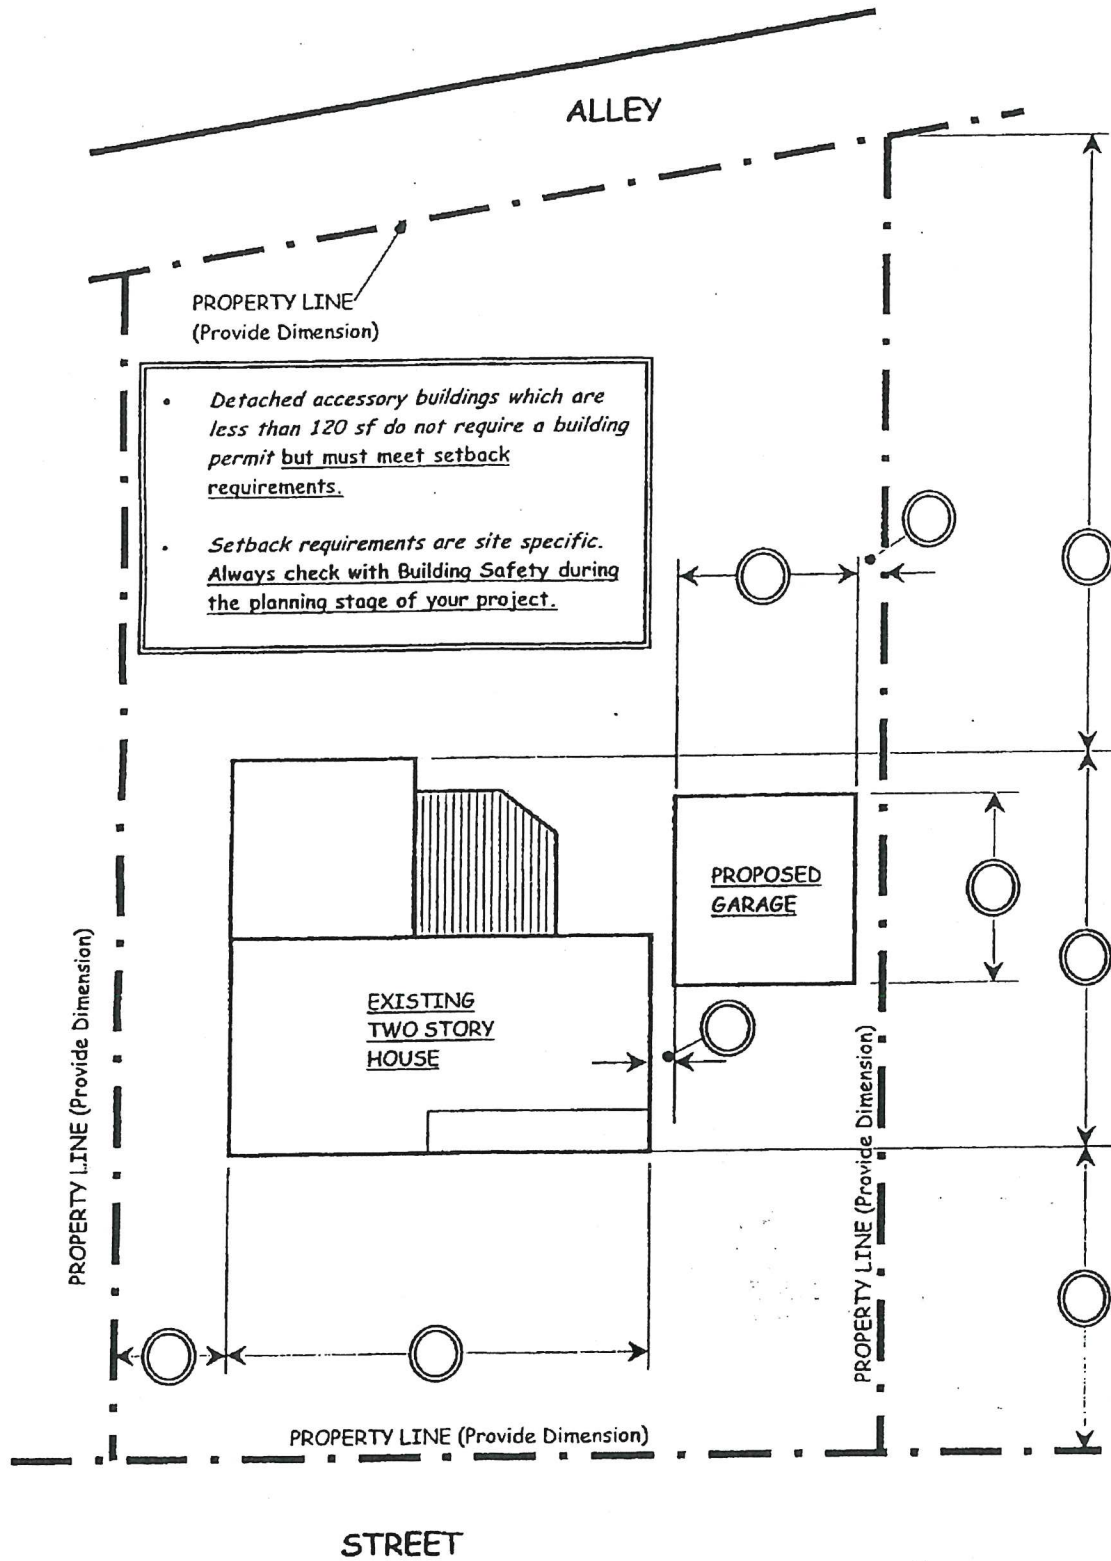 ALLEY
PROPERTY LINE
(Provide Dimension)
• Detached accessory buildings which are
less than 120 sf do not require a building
permit but must meet setback
requirements.
• Setback requirements are site specific.
Always check with Building Safety during
the planning stage of your project.
PROPOSED
GARAGE
EXISTING
TWO STORY
HOUSE
PROPERTY LINE (Provide Dimension)
PROPERTY LINE (Provide Dimension)
PROPERTY LINE (Provide Dimension)
STREET